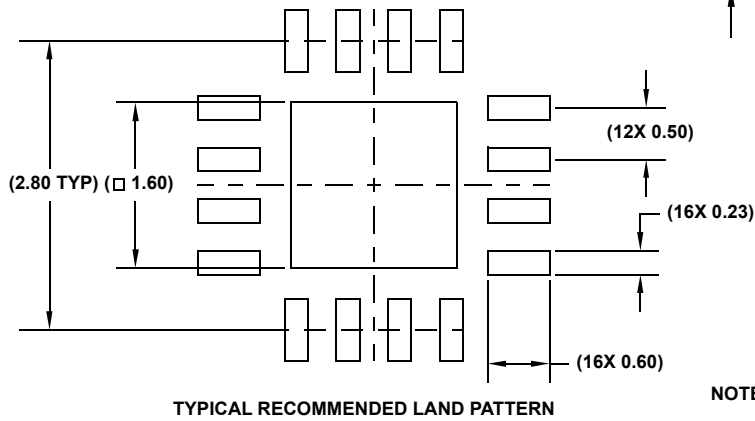 (12X 0.50)
(2.80 TYP) (□ 1.60)
(16X 0.23)
(16X 0.60)
NOTE
TYPICAL RECOMMENDED LAND PATTERN